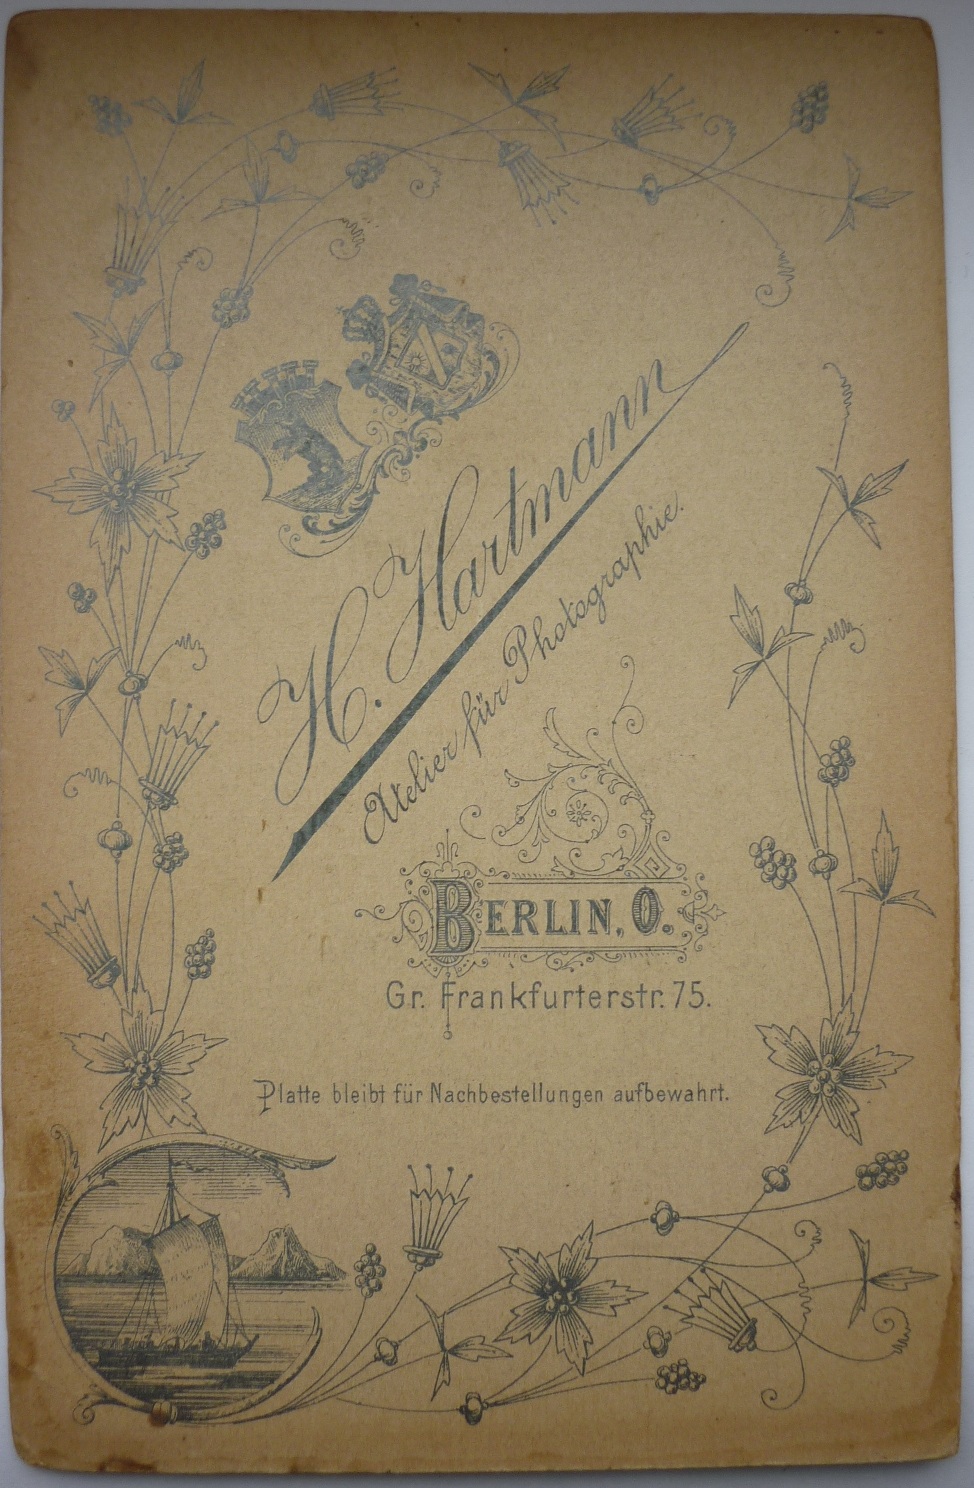 H. Hartmann
Atelier für Photographie.
BERLIN, O.
Gr. Frankfurterstr. 75.
Platte bleibt für Nachbestellungen aufbewahrt.